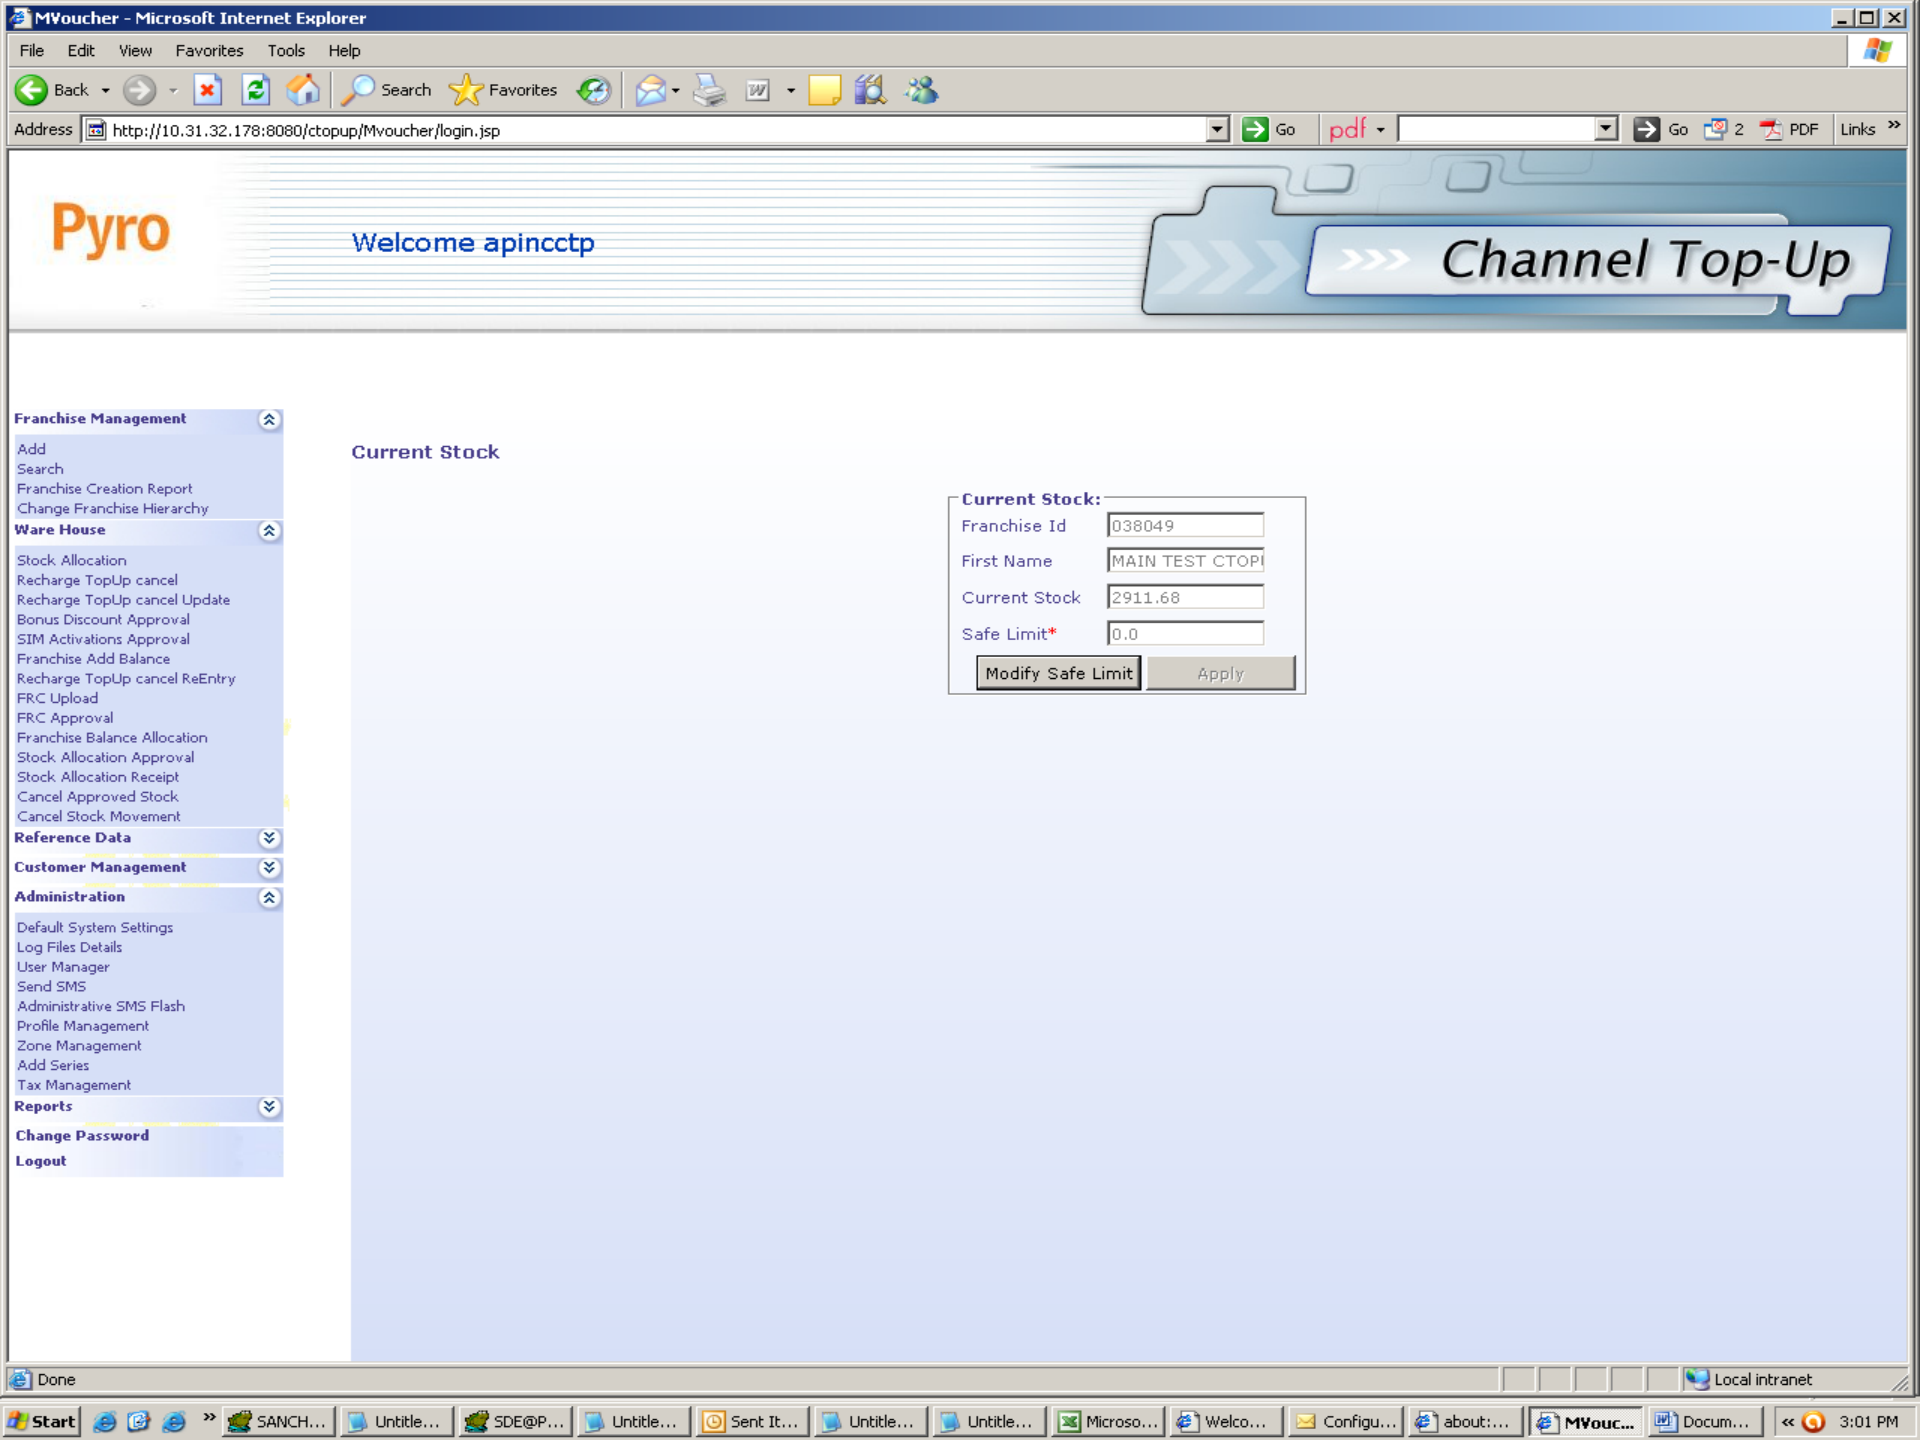 MVoucher - Microsoft Internet Explorer
File Edit View Favorites Tools Help
Back Search Favorites
Address http://10.31.32.178:8080/ctopup/Mvoucher/login.jsp Go pdf Go 2 PDF Links »
Pyro
Welcome apincctp
Channel Top-Up
Franchise Management
Add
Search
Franchise Creation Report
Change Franchise Hierarchy
Ware House
Stock Allocation
Recharge TopUp cancel
Recharge TopUp cancel Update
Bonus Discount Approval
SIM Activations Approval
Franchise Add Balance
Recharge TopUp cancel ReEntry
FRC Upload
FRC Approval
Franchise Balance Allocation
Stock Allocation Approval
Stock Allocation Receipt
Cancel Approved Stock
Cancel Stock Movement
Reference Data
Customer Management
Administration
Default System Settings
Log Files Details
User Manager
Send SMS
Administrative SMS Flash
Profile Management
Zone Management
Add Series
Tax Management
Reports
Change Password
Logout
Current Stock
Current Stock:
Franchise Id 038049
First Name MAIN TEST CTOP
Current Stock 2911.68
Safe Limit* 0.0
Modify Safe Limit Apply
Done Local intranet
Start » SANCH... Untitle... SDE@P... Untitle... Sent It... Untitle... Untitle... Microso... Welco... Configu... about:... MVouc... Docum... « 3:01 PM